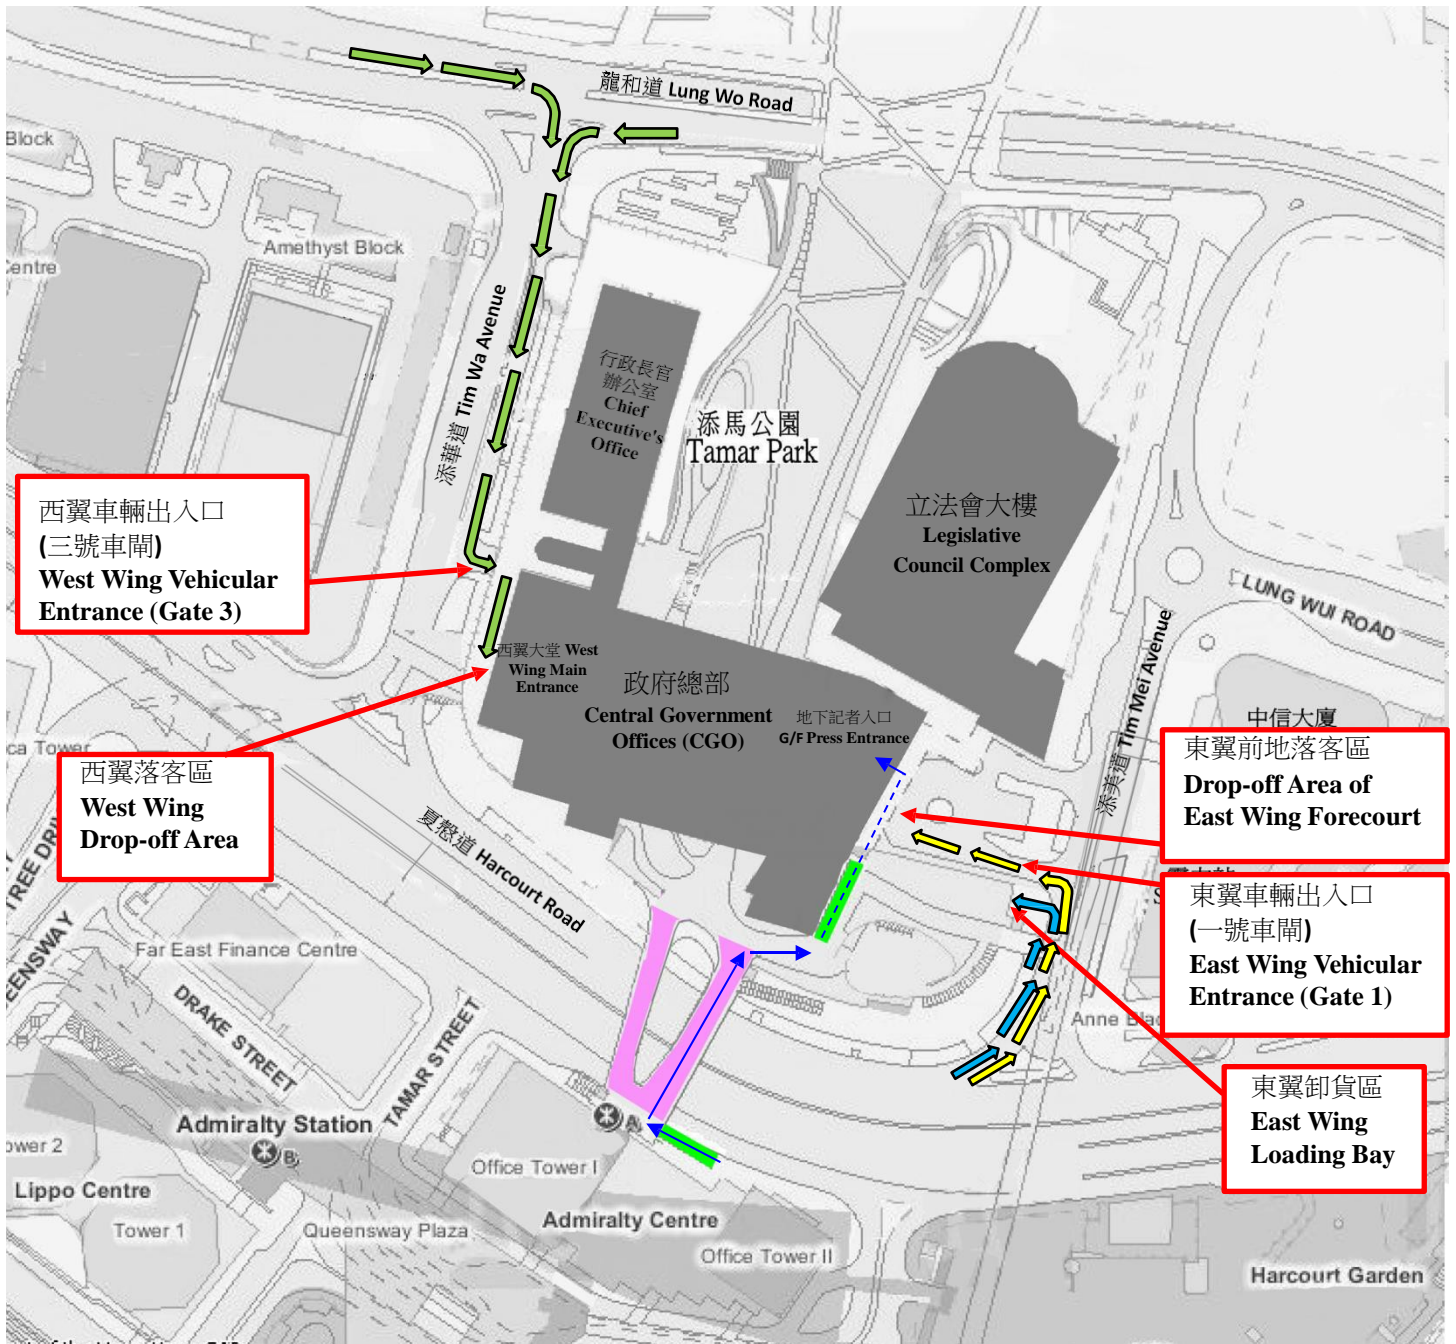 龍和道 Lung Wo Road
Block
Amethyst Block
Centre
添華道 Tim Wa Avenue
行政長官
辦公室
Chief
Executive's
Office
添馬公園
Tamar Park
立法會大樓
Legislative
Council Complex
西翼車輛出入口
(三號車閘)
West Wing Vehicular
Entrance (Gate 3)
LUNG WUI ROAD
添美道 Tim Mei Avenue
西翼大堂 West
Wing Main
Entrance
政府總部
Central Government
Offices (CGO)
地下記者入口
G/F Press Entrance
中信大廈
東翼前地落客區
Drop-off Area of
East Wing Forecourt
西翼落客區
West Wing
Drop-off Area
夏慤道 Harcourt Road
東翼車輛出入口
(一號車閘)
East Wing Vehicular
Entrance (Gate 1)
Far East Finance Centre
DRAKE STREET
TAMAR STREET
東翼卸貨區
East Wing
Loading Bay
Admiralty Station
B
A
Office Tower I
Lippo Centre
Tower 1
Queensway Plaza
Admiralty Centre
Office Tower II
Harcourt Garden